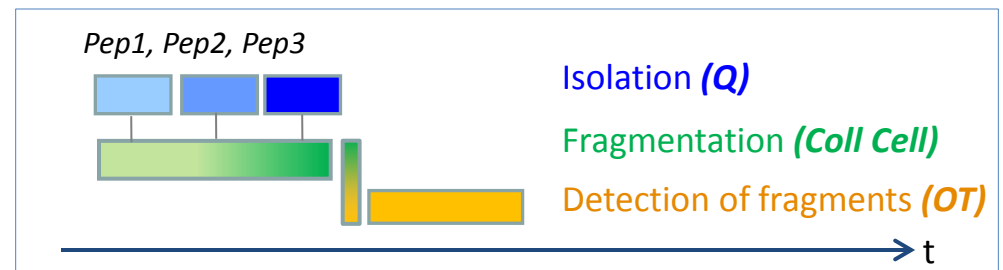 Pep1, Pep2, Pep3
Isolation (Q)
Fragmentation (Coll Cell)
Detection of fragments (OT)
t